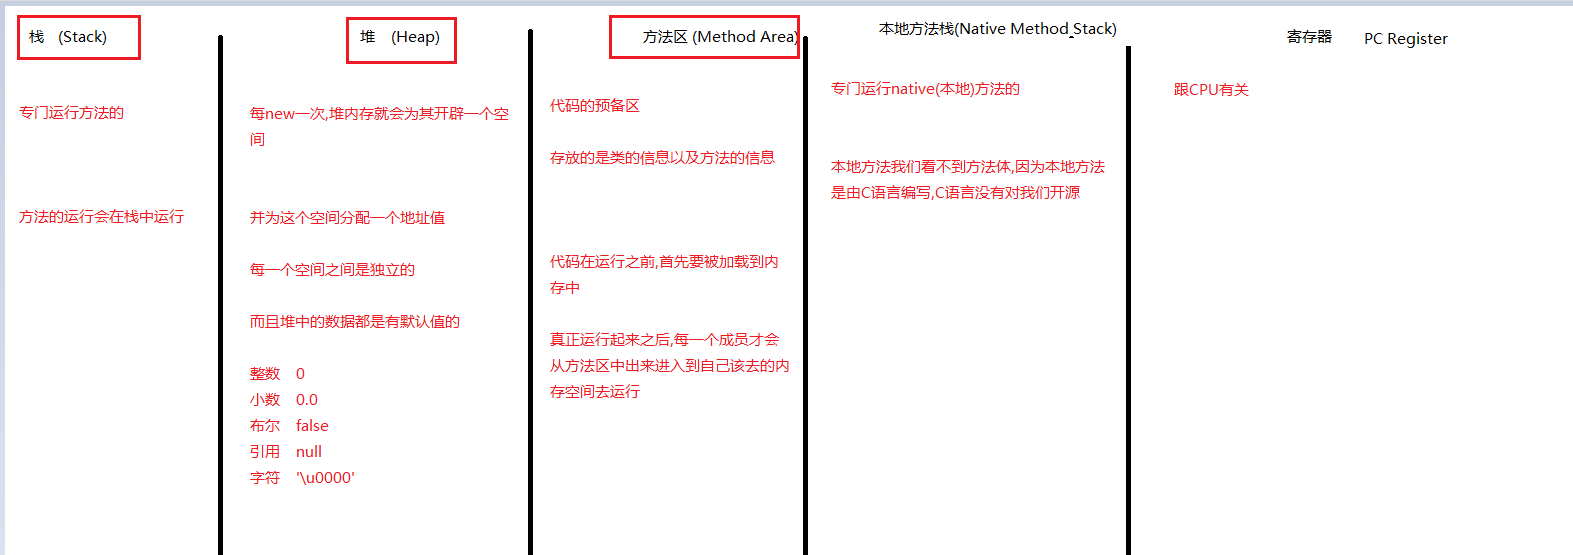 栈 (Stack)
专门运行方法的
方法的运行会在栈中运行
堆 (Heap)
每new一次,堆内存就会为其开辟一个空
间
并为这个空间分配一个地址值
每一个空间之间是独立的
而且堆中的数据都是有默认值的
整数 0
小数 0.0
布尔 false
引用 null
字符 '\u0000'
方法区 (Method Area)
代码的预备区
存放的是类的信息以及方法的信息
代码在运行之前,首先要被加载到内
存中
真正运行起来之后,每一个成员才会
从方法区中出来进入到自己该去的内
存空间去运行
本地方法栈(Native Method Stack)
专门运行native(本地)方法的
本地方法我们看不到方法体,因为本地方法
是由C语言编写,C语言没有对我们开源
寄存器 PC Register
跟CPU有关